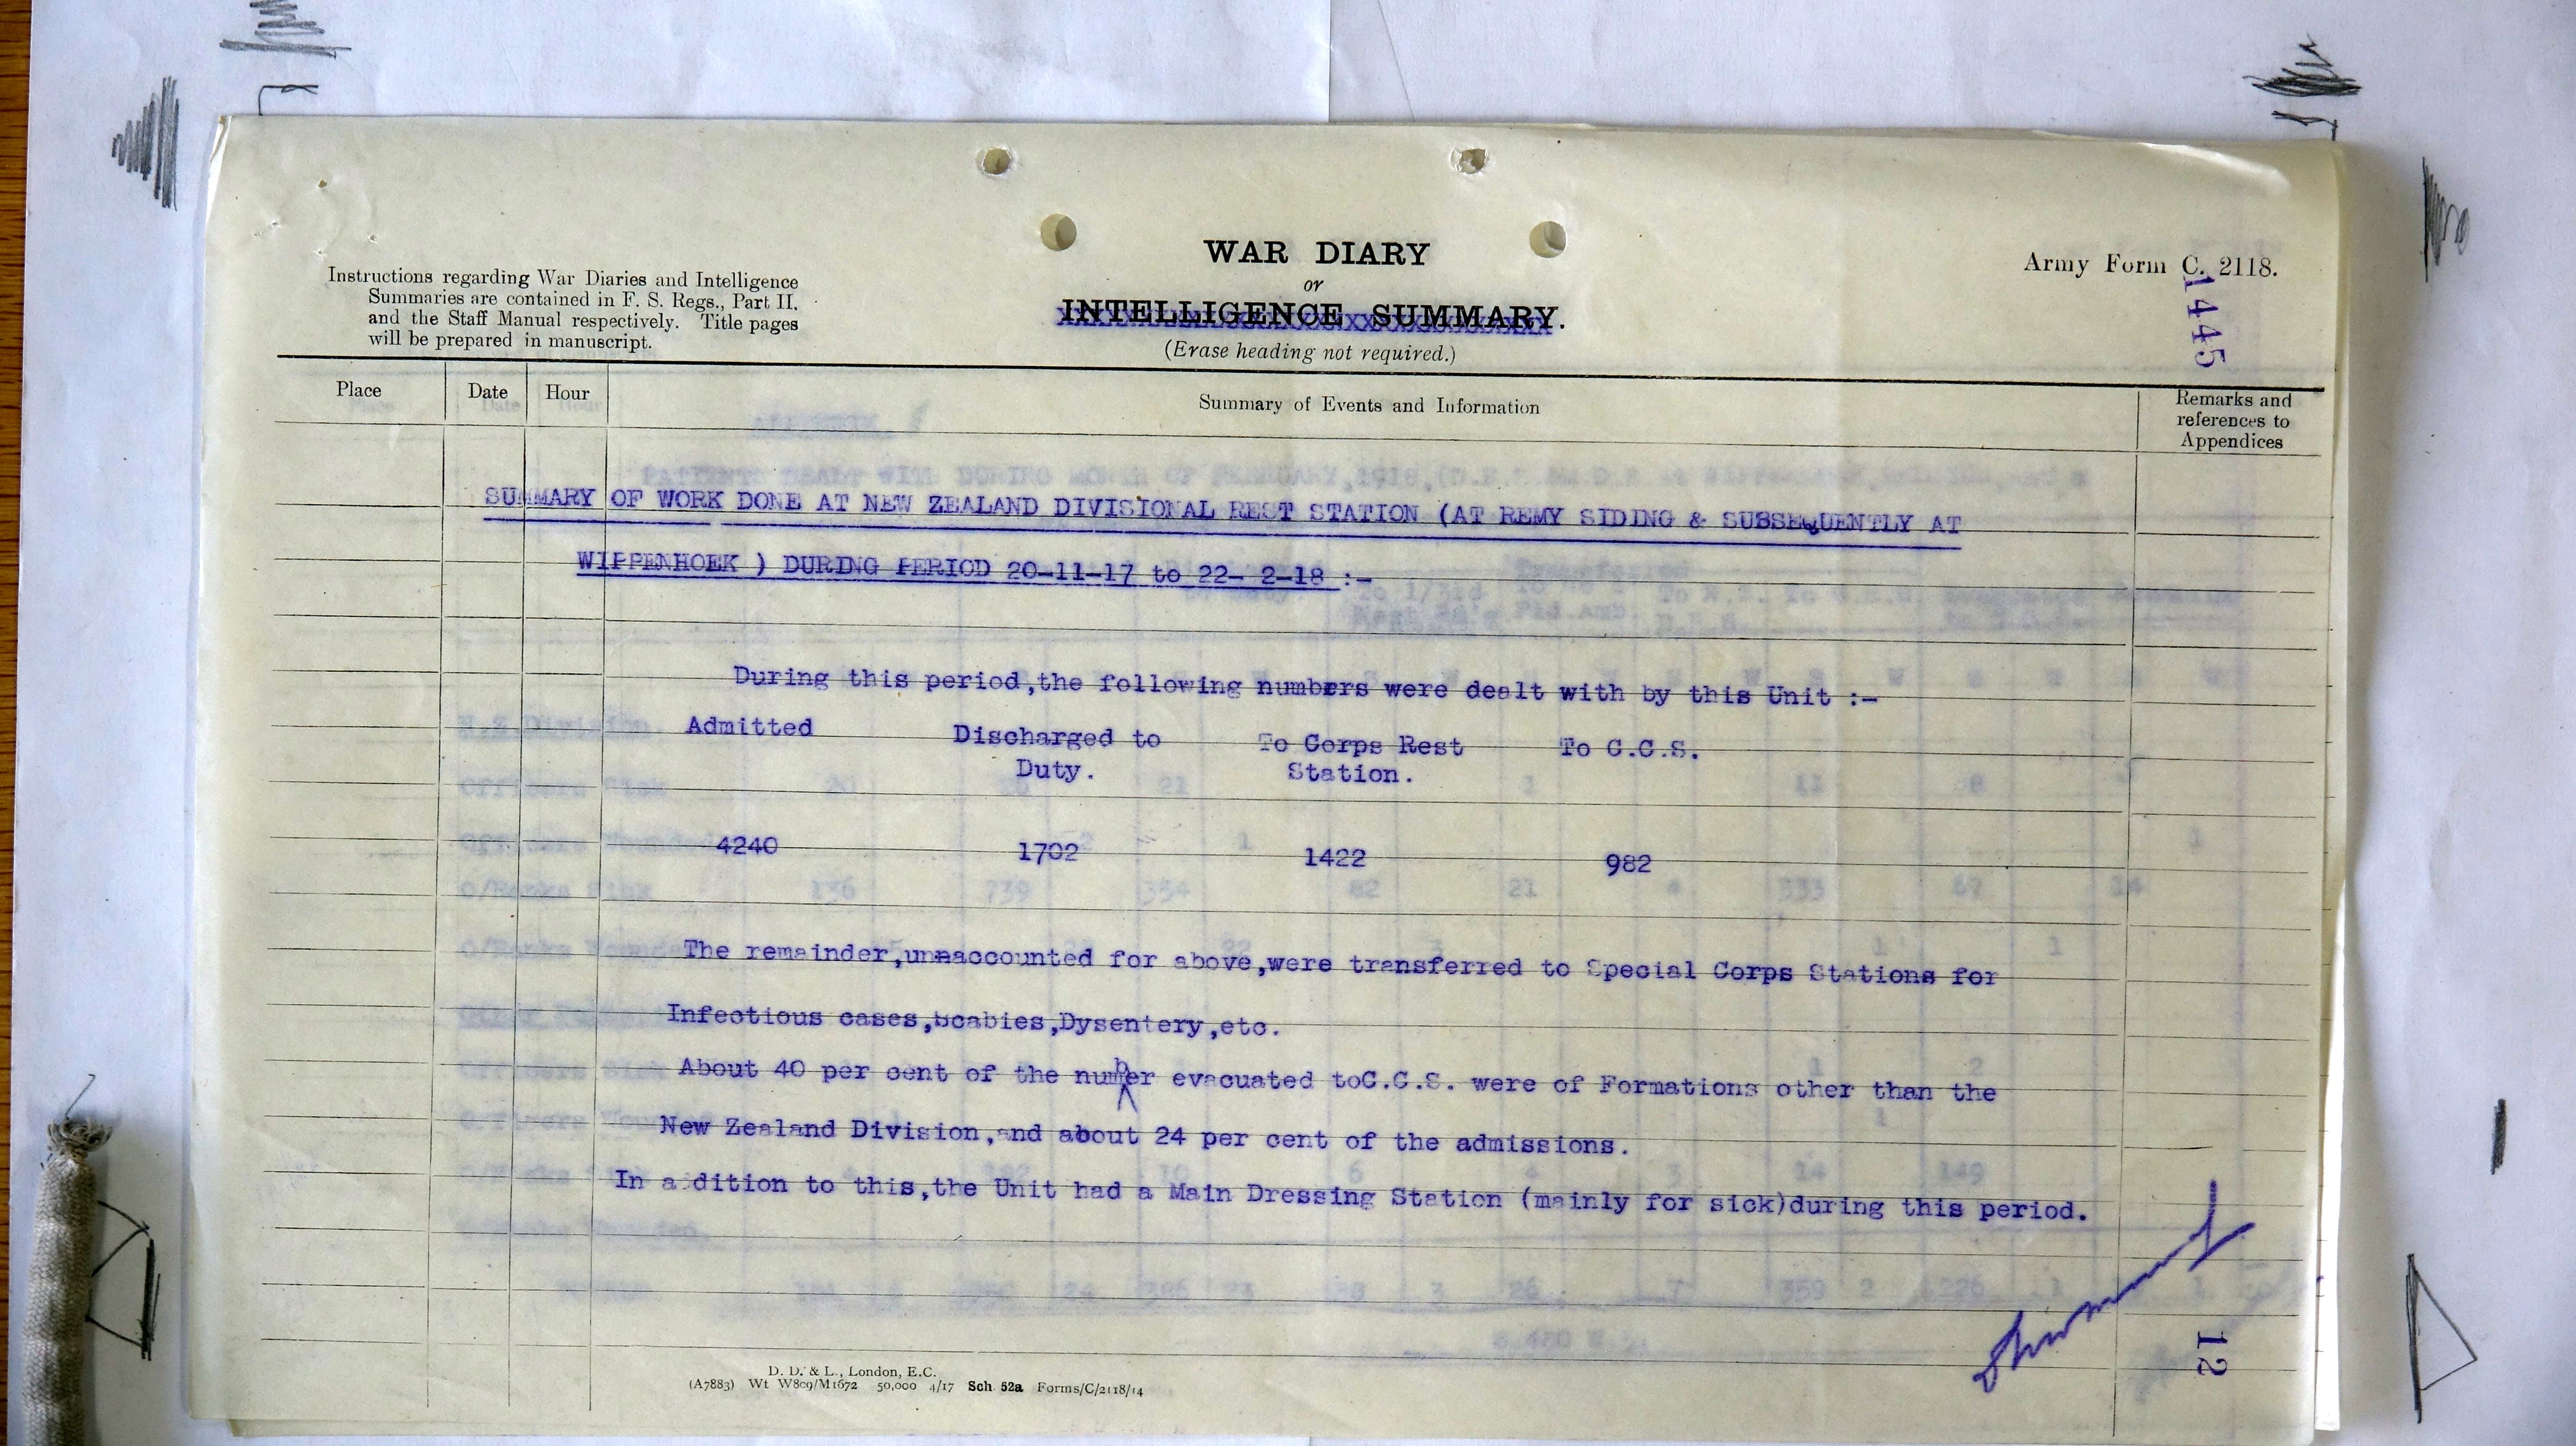 WAR DIARY
or
INTELLIGENCE SUMMARY.
(Erase heading not required.)
Instructions regarding War Diaries and Intelligence
Summaries are contained in F. S. Regs., Part II.
and the Staff Manual respectively. Title pages
will be prepared in manuscript.
Army Form C. 2118.
1445
Place Date Hour Summary of Events and Information Remarks and
references to
Appendices
SUMMARY OF WORK DONE AT NEW ZEALAND DIVISIONAL REST STATION (AT REMY SIDING & SUBSEQUENTLY AT
WIPPENHOEK ) DURING PERIOD 20-11-17 to 22- 2-18 :-
During this period,the following numbers were dealt with by this Unit :-
Admitted Discharged to To Corps Rest To C.C.S.
Duty. Station.
4240 1702 1422 982
The remainder,unaccounted for above,were transferred to Special Corps Stations for
Infectious cases,Scabies,Dysentery,etc.
About 40 per cent of the number evacuated toC.C.S. were of Formations other than the
New Zealand Division,and about 24 per cent of the admissions.
In addition to this,the Unit had a Main Dressing Station (mainly for sick)during this period.
12
D. D. & L., London, E.C.
(A7883) Wt W809/M1672 50,000 4/17 Sch 52a Forms/C/2118/14